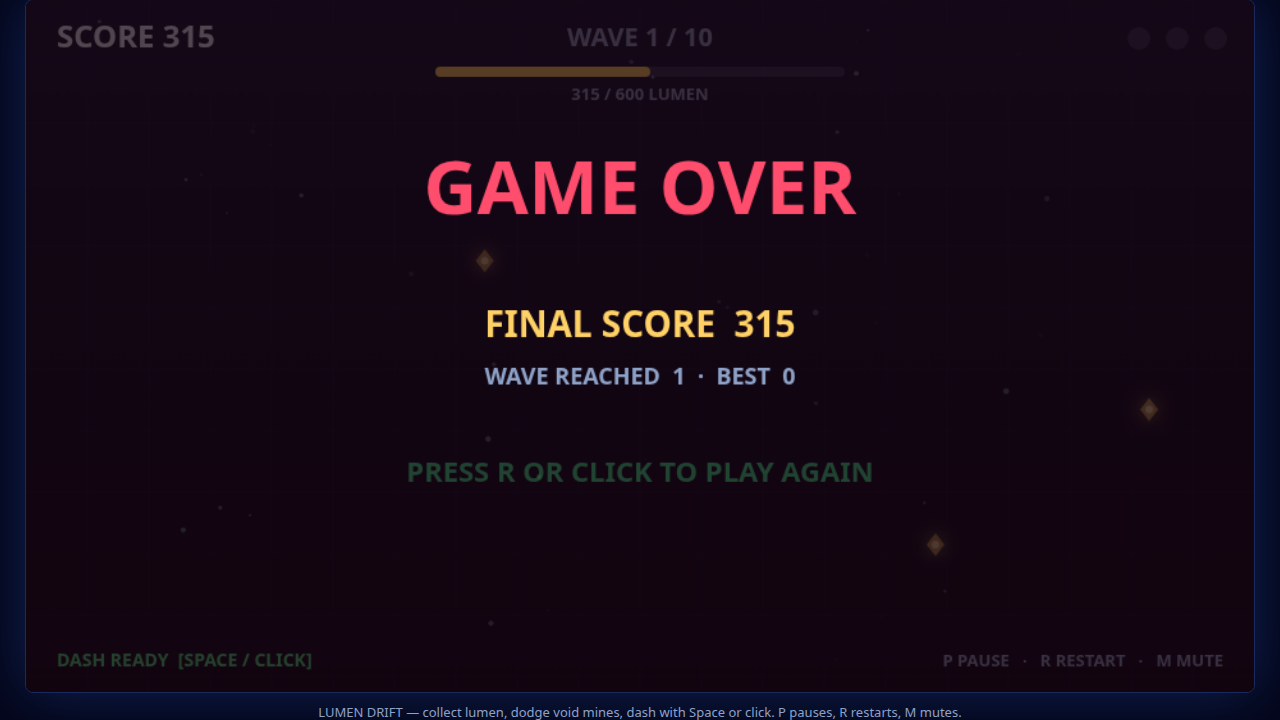 SCORE 315
WAVE 1 / 10
315 / 600 LUMEN
GAME OVER
FINAL SCORE 315
WAVE REACHED 1 · BEST 0
PRESS R OR CLICK TO PLAY AGAIN
DASH READY [SPACE / CLICK]
P PAUSE · R RESTART · M MUTE
LUMEN DRIFT — collect lumen, dodge void mines, dash with Space or click. P pauses, R restarts, M mutes.